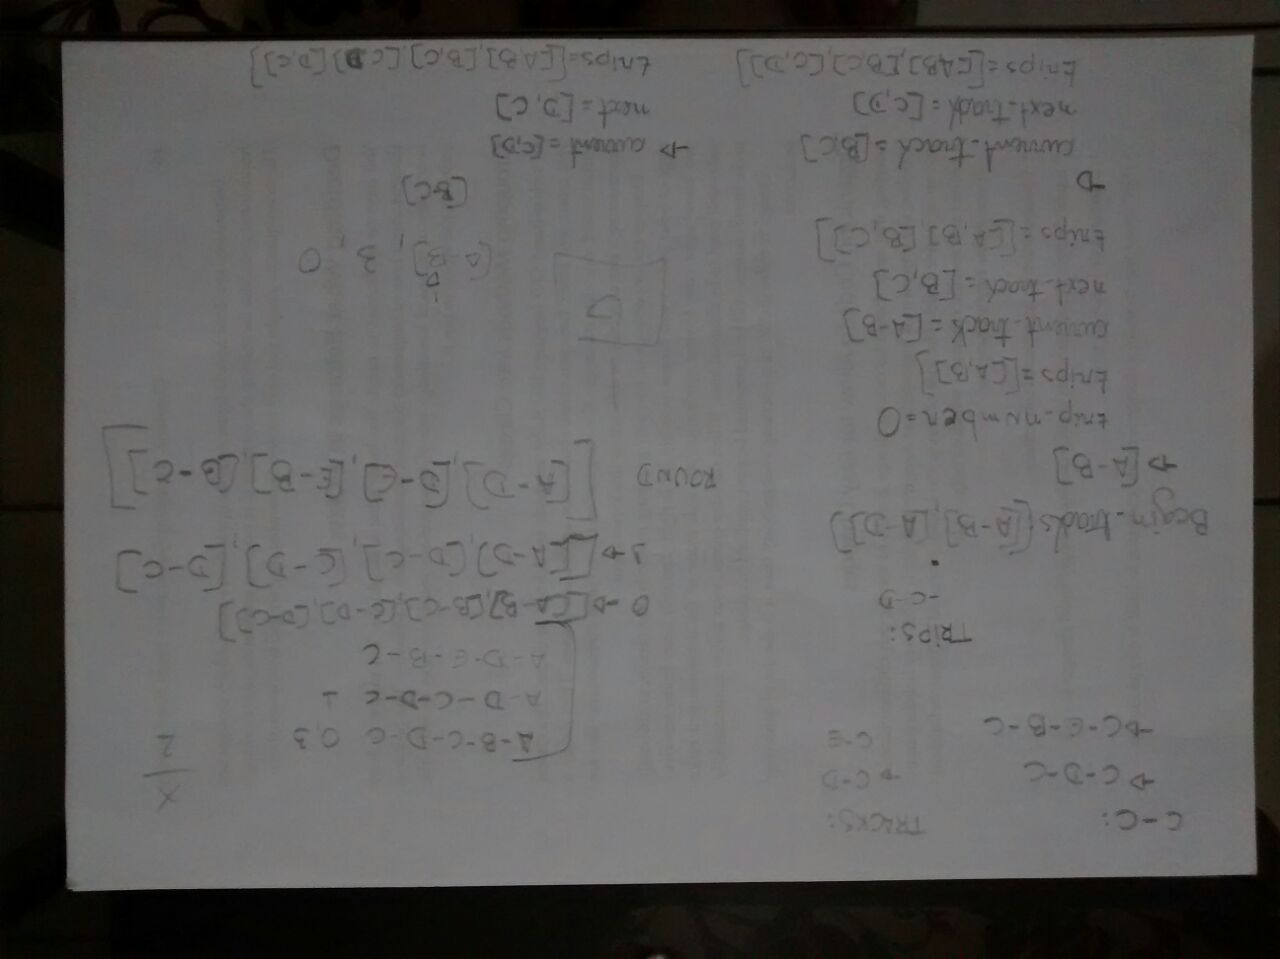 C-C:
→ C-D-C
→ C-E-B-C
TRACKS:
→ C-D
C-E
TRIPS:
- C-D
Begin-tracks [[A-B], [A-D]]
→ [A-B]
trip-number = 0
trips = [[A,B]]
current-track = [A-B]
next-track = [B,C]
trips = [[A,B] [B,C]]
→
current-track = [B,C]
next-track = [C,D]
trips = [[A,B], [B,C], [C,D]]
X
2
A-B-C-D-C 0,3
A-D-C-D-C 1
A-D-E-B-C
0 → [[A-B], [B-C], [C-D], [D-C]]
1 → [[A-D], [D-C], [C-D], [D-C]
ROUND [[A-D], [D-E], [E-B], [B-C]]
[A-B], 3, 0
[BC]
→ current = [C,D]
next = [D,C]
trips = [[A,B], [B,C], [C,D] [D,C]]